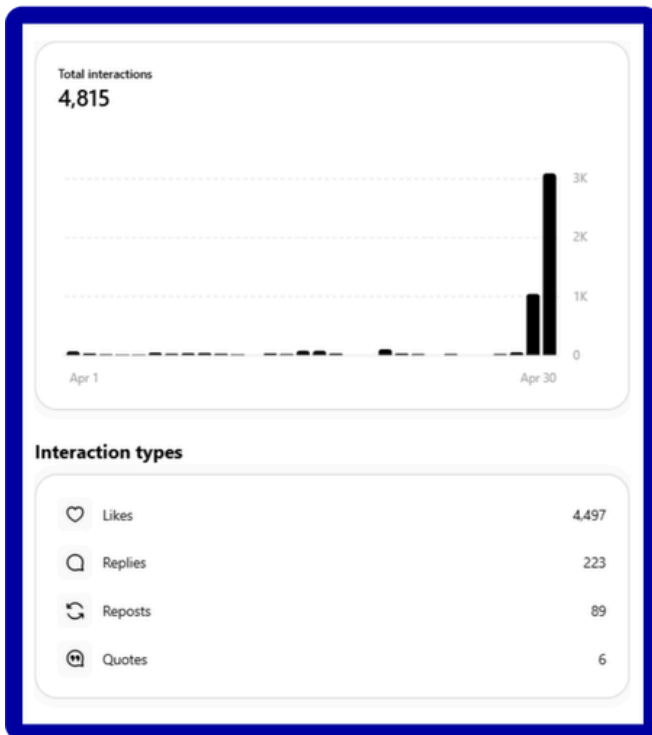 Total interactions
4,815
3K
2K
1K
0
Apr 1 Apr 30
Interaction types
Likes 4,497
Replies 223
Reposts 89
Quotes 6